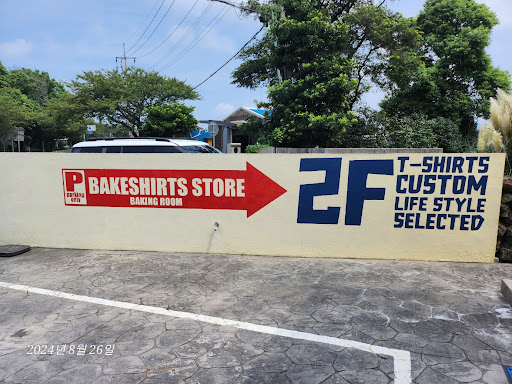 P
parking
only
BAKESHIRTS STORE
BAKING ROOM
2F
T-SHIRTS
CUSTOM
LIFE STYLE
SELECTED
2024년 8월 26일